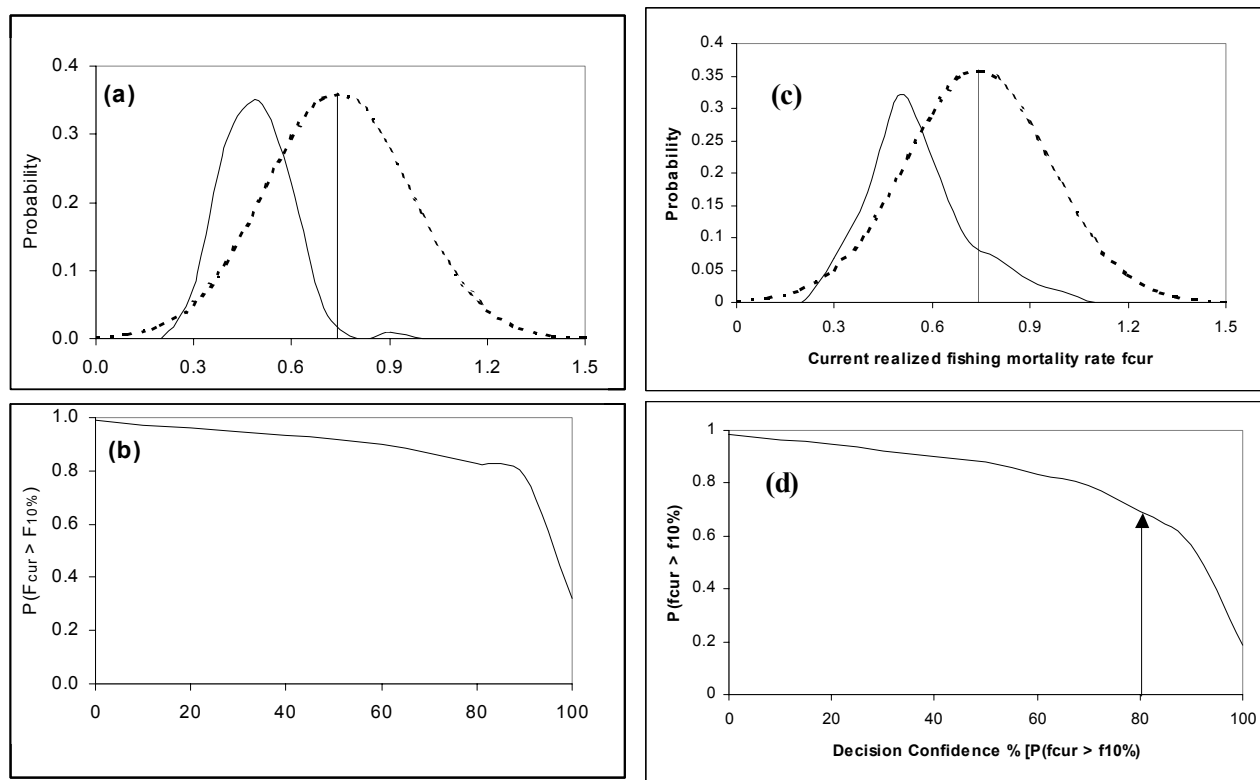 (a)
Probability
0.4
0.3
0.2
0.1
0.0
0.0 0.3 0.6 0.9 1.2 1.5
(c)
Probability
0.4
0.35
0.3
0.25
0.2
0.15
0.1
0.05
0
0 0.3 0.6 0.9 1.2 1.5
Current realized fishing mortality rate fcur
(b)
P(Fcur > F10%)
1.0
0.8
0.6
0.4
0.2
0.0
0 20 40 60 80 100
(d)
P(fcur > f10%)
1
0.8
0.6
0.4
0.2
0
0 20 40 60 80 100
Decision Confidence % [P(fcur > f10%)